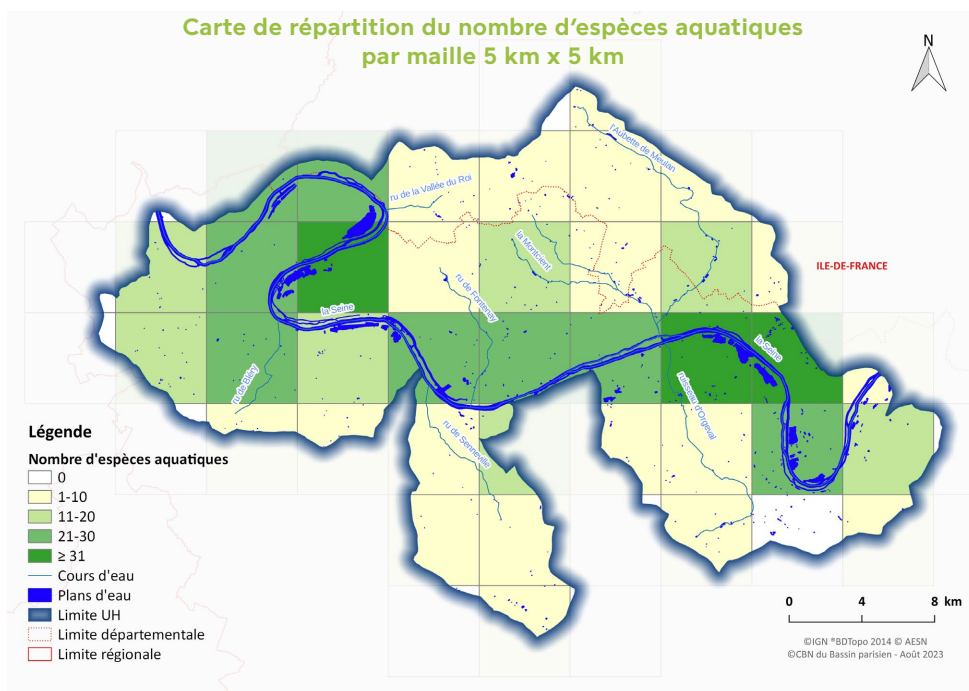 Carte de répartition du nombre d'espèces aquatiques
par maille 5 km x 5 km
N
l'Aubette de Meulan
ru de la Vallée du Roi
la Montcient
ILE-DE-FRANCE
ru de Fontenay
la Seine
la Seine
ru de Bléry
ruisseau d'Orgeval
ru de Senneville
Légende
Nombre d'espèces aquatiques
0
1-10
11-20
21-30
≥ 31
Cours d'eau
Plans d'eau
Limite UH
Limite départementale
Limite régionale
0 4 8 km
©IGN ®BDTopo 2014 © AESN
©CBN du Bassin parisien - Août 2023